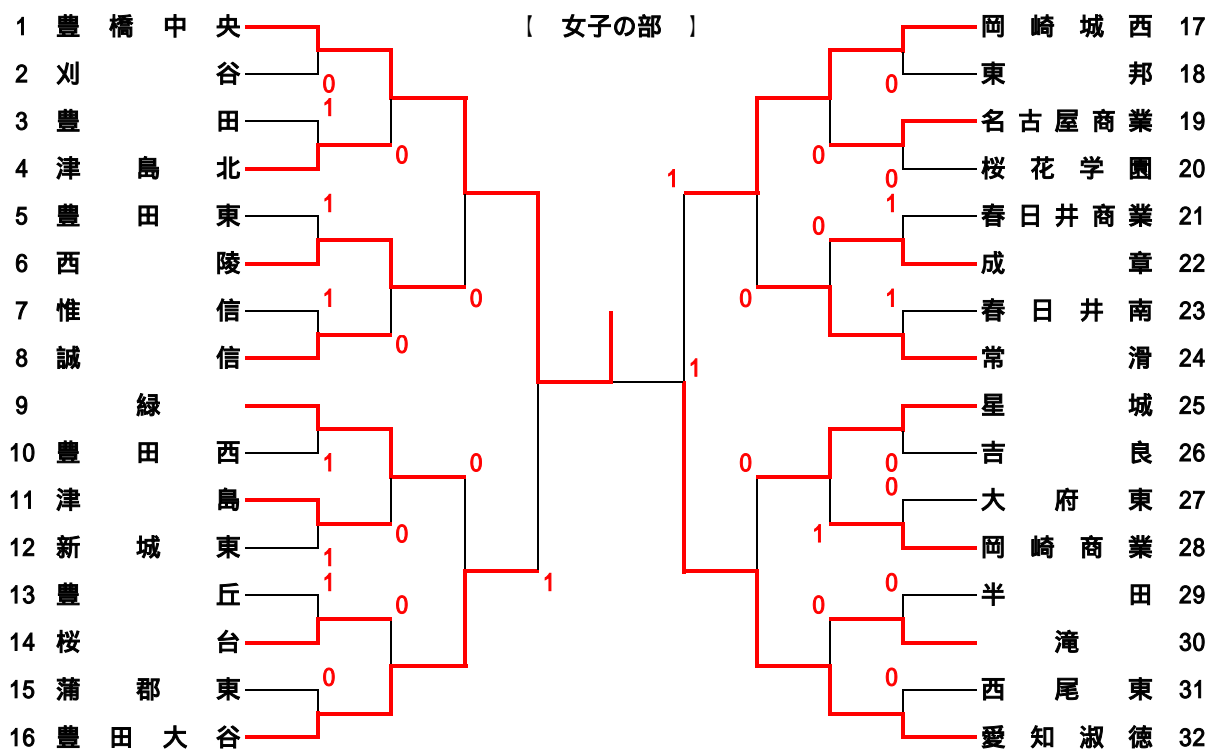 【 女子の部 】
1 豊橋中央
0
2 刈谷
1
3 豊田
0
4 津島北
5 豊田東
1
6 西陵
0
7 惟信
1
0
8 誠信
9 緑
10 豊田西
1
0
11 津島
0
12 新城東
1
1
13 豊丘
0
1
14 桜台
15 蒲郡東
0
16 豊田大谷
岡崎城西 17
0
東邦 18
名古屋商業 19
0
桜花学園 20
0
1
1
春日井商業 21
0
成章 22
春日井南 23
1
0
常滑 24
1
星城 25
吉良 26
0
0
0
大府東 27
1
岡崎商業 28
半田 29
0
0
滝 30
西尾東 31
0
愛知淑徳 32